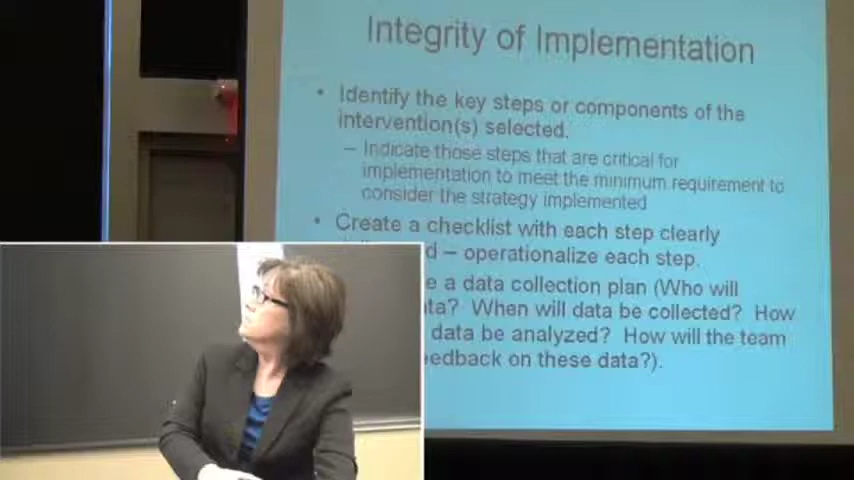 Integrity of Implementation
• Identify the key steps or components of the
intervention(s) selected.
– Indicate those steps that are critical for
implementation to meet the minimum requirement to
consider the strategy implemented
• Create a checklist with each step clearly
– operationalize each step.
a data collection plan (Who will
When will data be collected? How
data be analyzed? How will the team
on these data?).